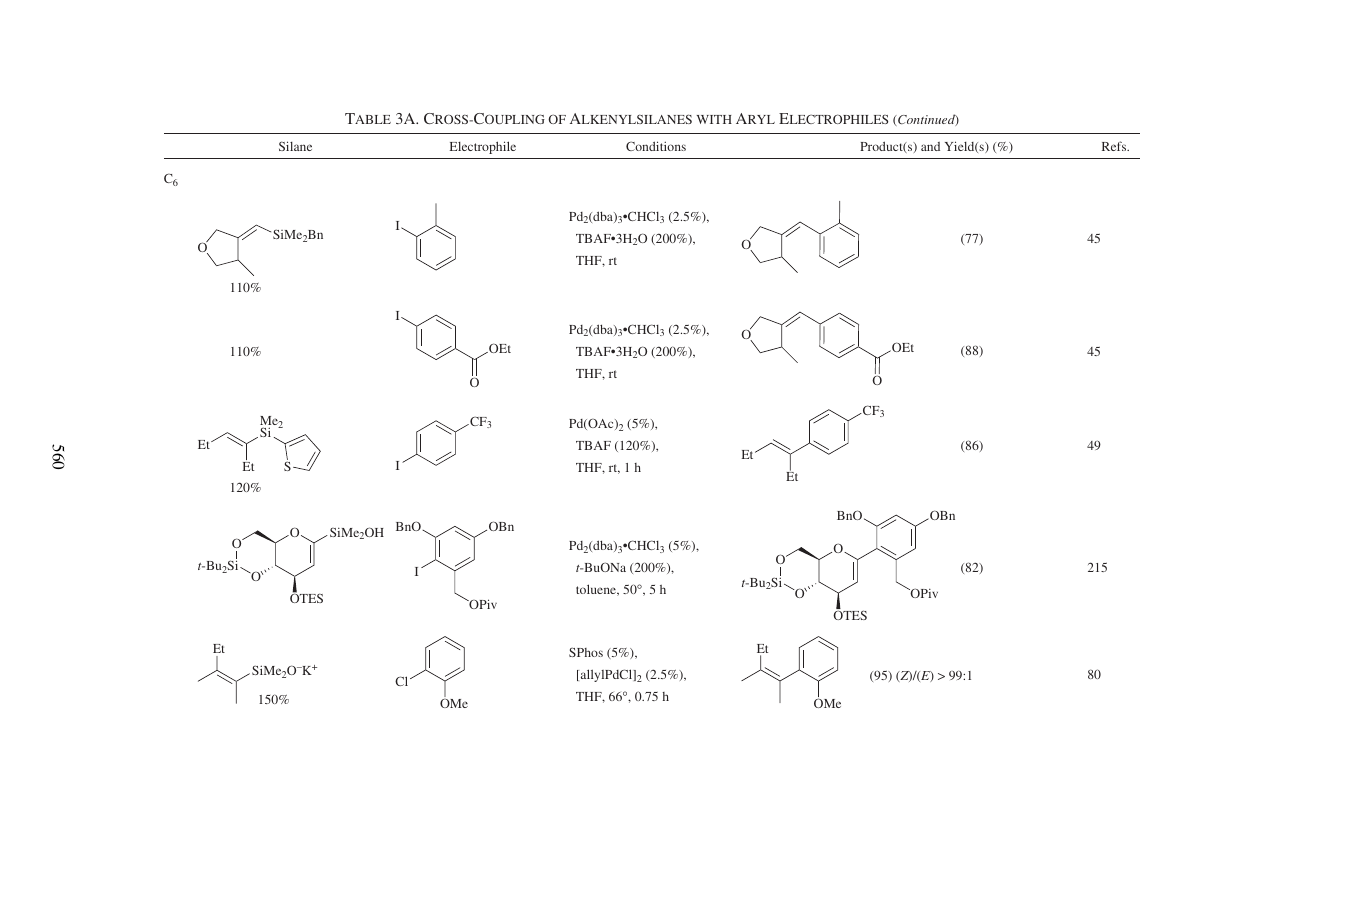 TABLE 3A. CROSS-COUPLING OF ALKENYLSILANES WITH ARYL ELECTROPHILES (Continued)
Silane Electrophile Conditions Product(s) and Yield(s) (%) Refs.
C6
O SiMe2Bn
110%
I
Pd2(dba)3•CHCl3 (2.5%),
TBAF•3H2O (200%),
THF, rt
O
(77)
45
110%
I
OEt
O
Pd2(dba)3•CHCl3 (2.5%),
TBAF•3H2O (200%),
THF, rt
O
OEt
O
(88)
45
Me2
Si
Et
Et
S
120%
CF3
I
Pd(OAc)2 (5%),
TBAF (120%),
THF, rt, 1 h
CF3
Et
Et
(86)
49
O
SiMe2OH
O
t-Bu2Si
O
OTES
BnO
OBn
I
OPiv
Pd2(dba)3•CHCl3 (5%),
t-BuONa (200%),
toluene, 50°, 5 h
BnO
OBn
O
O
t-Bu2Si
O
OPiv
OTES
(82)
215
Et
SiMe2O–K+
150%
Cl
OMe
SPhos (5%),
[allylPdCl]2 (2.5%),
THF, 66°, 0.75 h
Et
OMe
(95) (Z)/(E) > 99:1
80
560